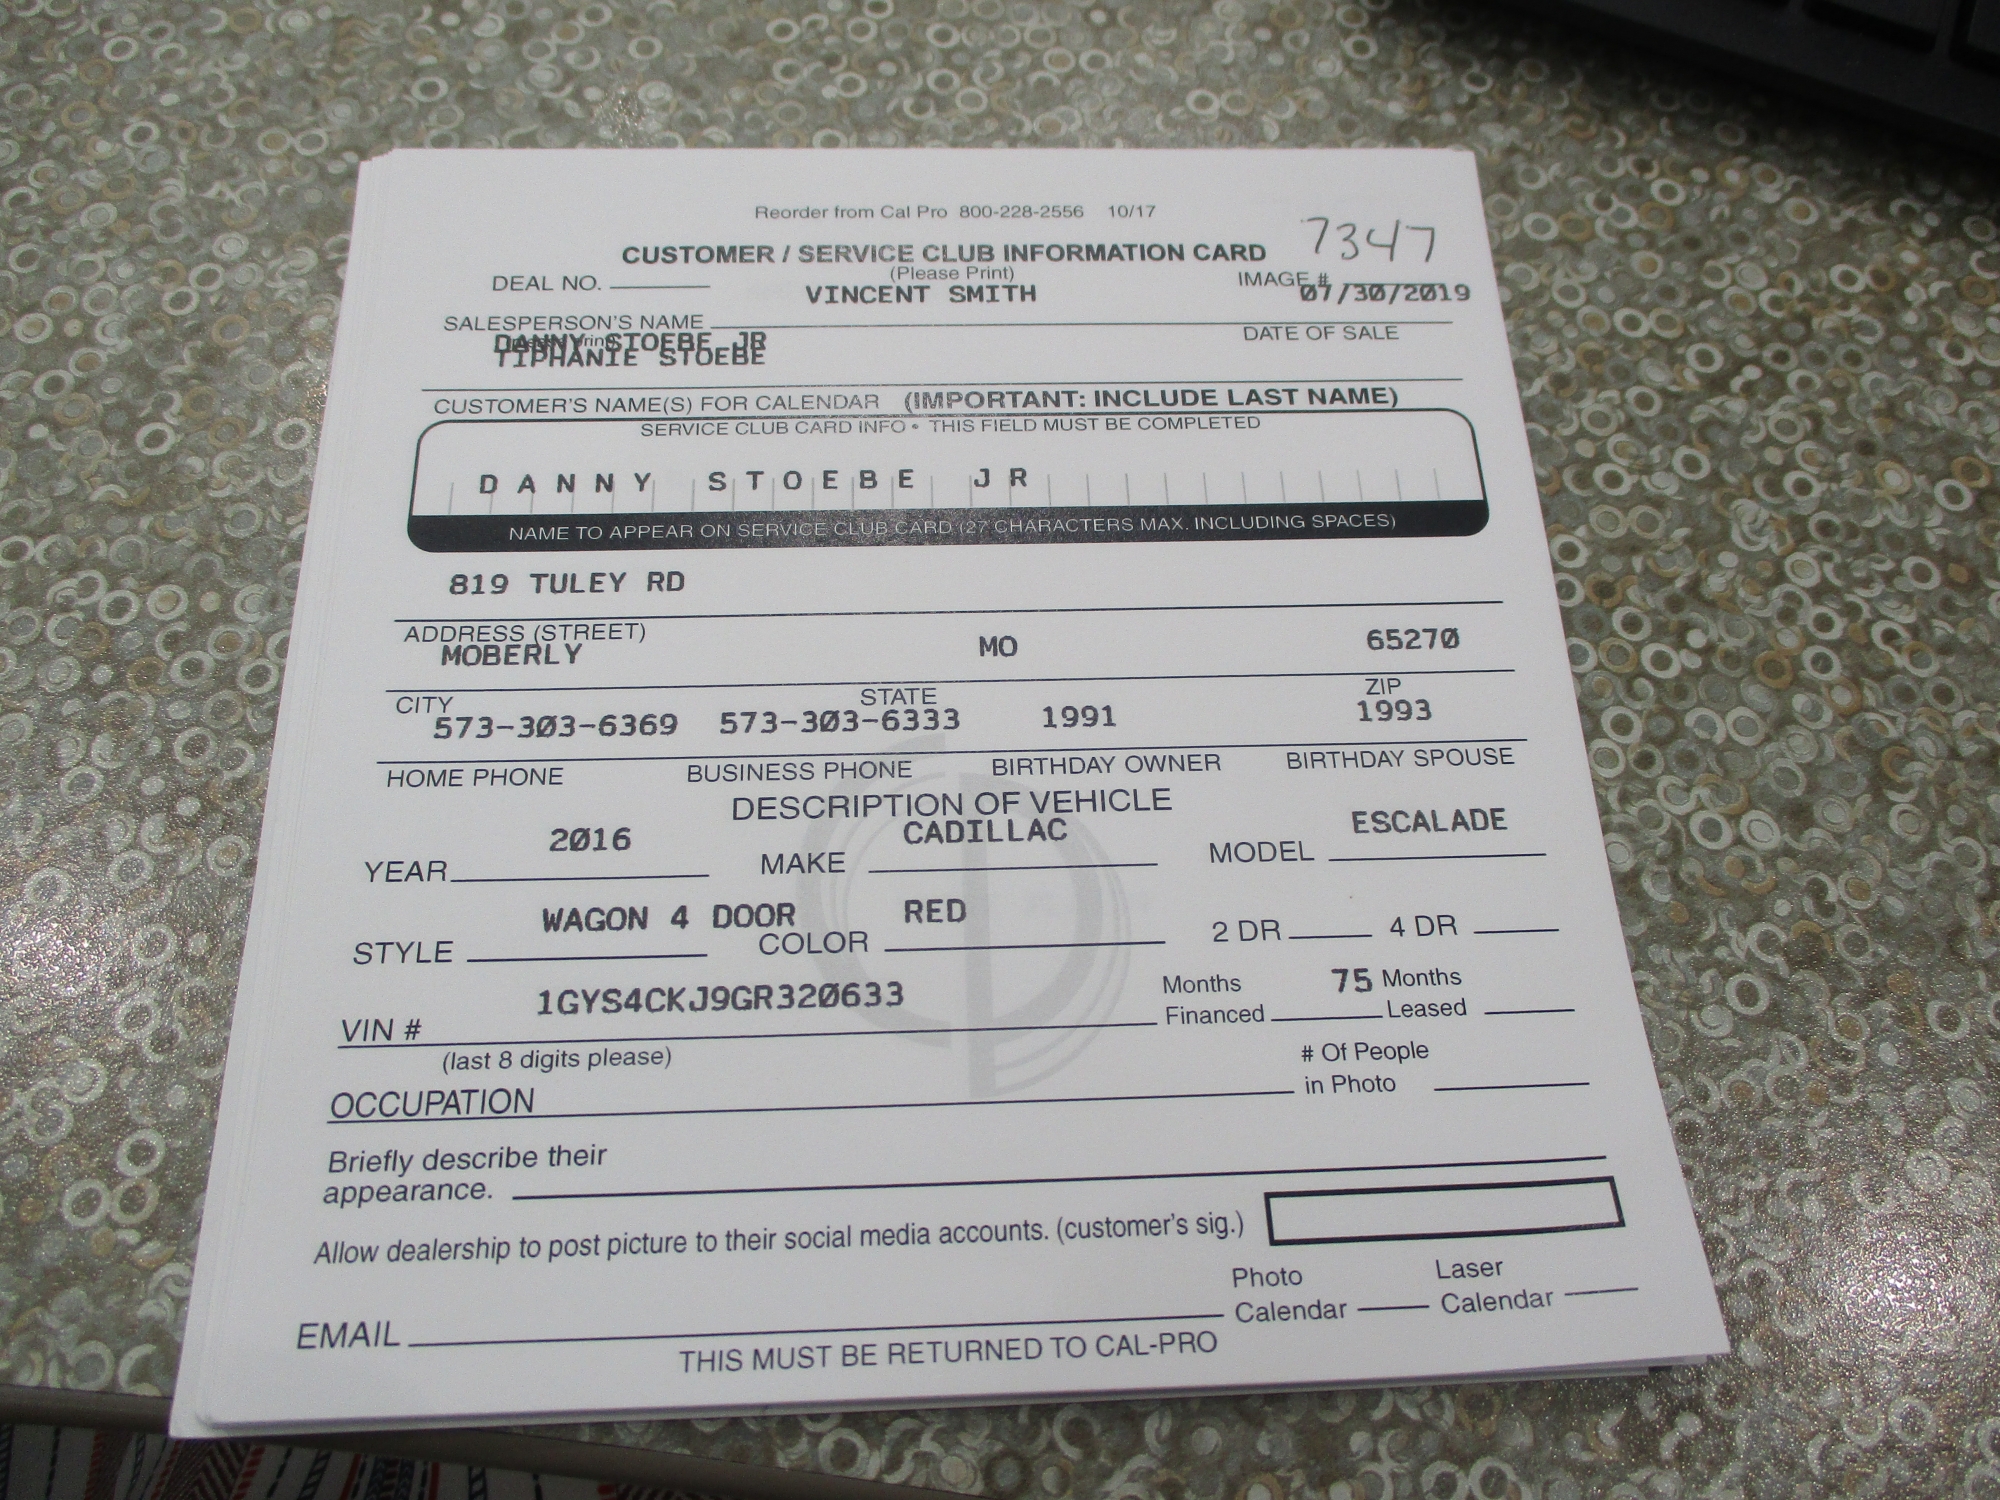 Reorder from Cal Pro 800-228-2556 10/17
7347
CUSTOMER / SERVICE CLUB INFORMATION CARD
(Please Print)
DEAL NO. IMAGE #
VINCENT SMITH 07/30/2019
SALESPERSON'S NAME DATE OF SALE
DANNY STOEBE JR
TIPHANIE STOEBE
CUSTOMER'S NAME(S) FOR CALENDAR (IMPORTANT: INCLUDE LAST NAME)
SERVICE CLUB CARD INFO • THIS FIELD MUST BE COMPLETED
DANNY STOEBE JR
NAME TO APPEAR ON SERVICE CLUB CARD (27 CHARACTERS MAX. INCLUDING SPACES)
819 TULEY RD
ADDRESS (STREET)
MOBERLY MO 65270
CITY STATE ZIP
573-303-6369 573-303-6333 1991 1993
HOME PHONE BUSINESS PHONE BIRTHDAY OWNER BIRTHDAY SPOUSE
DESCRIPTION OF VEHICLE
2016 CADILLAC ESCALADE
YEAR MAKE MODEL
WAGON 4 DOOR RED
STYLE COLOR 2 DR 4 DR
1GYS4CKJ9GR320633 Months 75 Months
VIN # Financed Leased
(last 8 digits please) # Of People
OCCUPATION in Photo
Briefly describe their
appearance.
Allow dealership to post picture to their social media accounts. (customer's sig.)
Photo Laser
EMAIL Calendar Calendar
THIS MUST BE RETURNED TO CAL-PRO